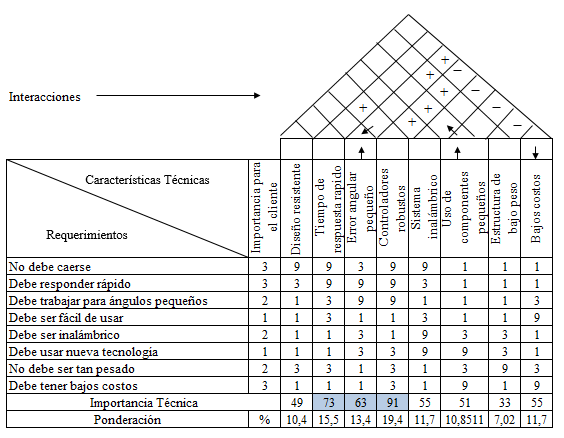 +
+ −
+ −
+ + −
+ + −
Interacciones
Características Técnicas
Requerimientos
Importancia para
el cliente
Diseño resistente
Tiempo de
respuesta rapido
Error angular
pequeño
Controladores
robustos
Sistema
inalámbrico
Uso de
componentes
pequeños
Estructura de
bajo peso
Bajos costos
No debe caerse 3 9 9 3 9 9 1 1 1
Debe responder rápido 3 3 9 9 9 3 1 1 1
Debe trabajar para ángulos pequeños 2 1 3 9 9 1 1 1 3
Debe ser fácil de usar 1 1 1 3 1 3 1 1 9
Debe ser inalámbrico 2 1 1 3 1 9 3 3 1
Debe usar nueva tecnología 1 1 1 3 3 9 9 3 1
No debe ser tan pesado 2 3 3 1 3 1 3 9 3
Debe tener bajos costos 3 1 1 1 3 1 9 1 9
Importancia Técnica 49 73 63 91 55 51 33 55
Ponderación % 10,4 15,5 13,4 19,4 11,7 10,8511 7,02 11,7